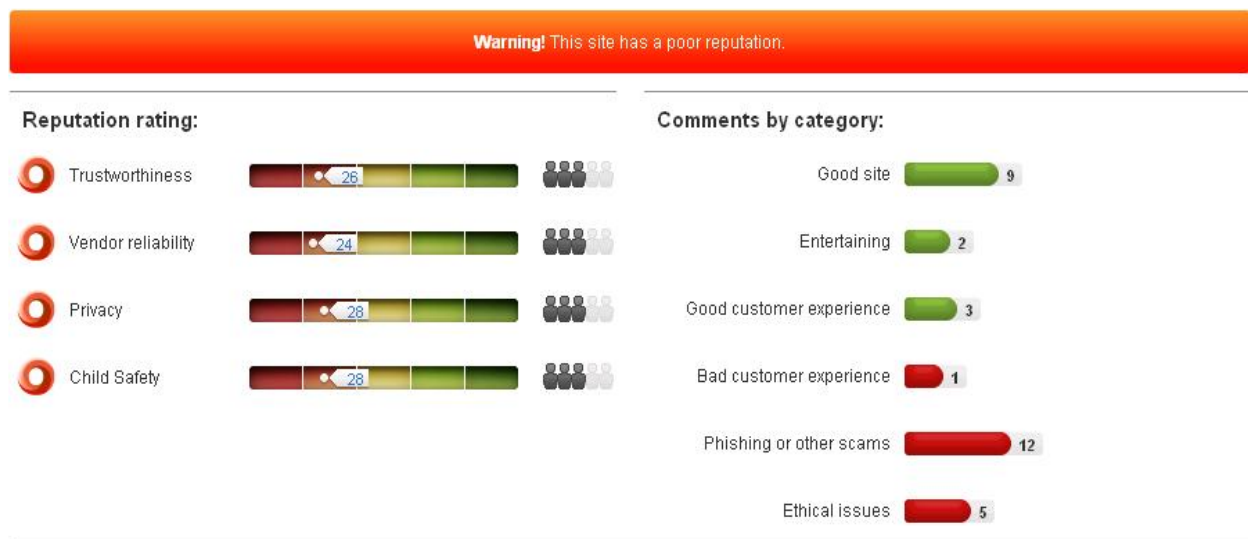 Warning! This site has a poor reputation.
Reputation rating:
Trustworthiness 26
Vendor reliability 24
Privacy 28
Child Safety 28
Comments by category:
Good site 9
Entertaining 2
Good customer experience 3
Bad customer experience 1
Phishing or other scams 12
Ethical issues 5